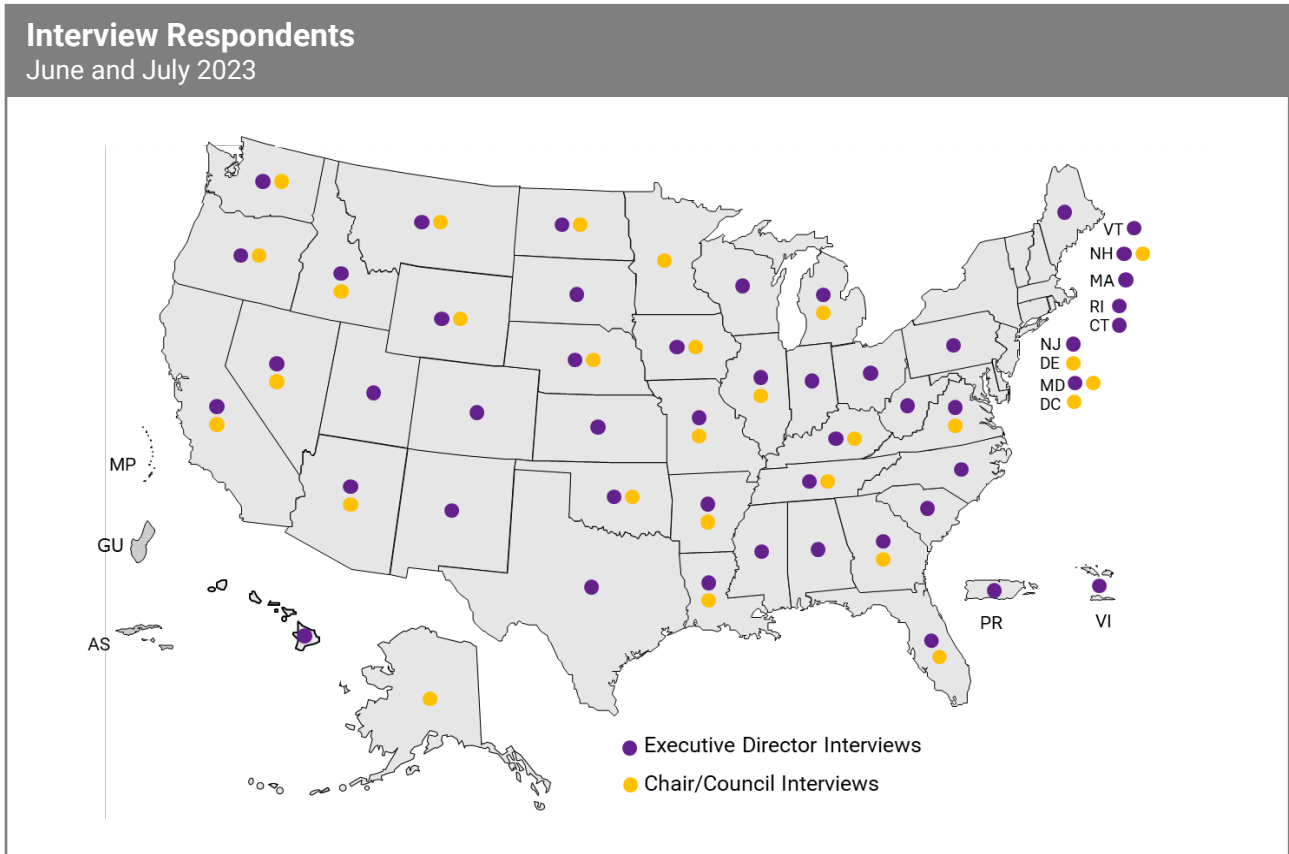 Interview Respondents
June and July 2023
VT
NH
MA
RI
CT
NJ
DE
MD
DC
MP
GU
AS
PR
VI
Executive Director Interviews
Chair/Council Interviews